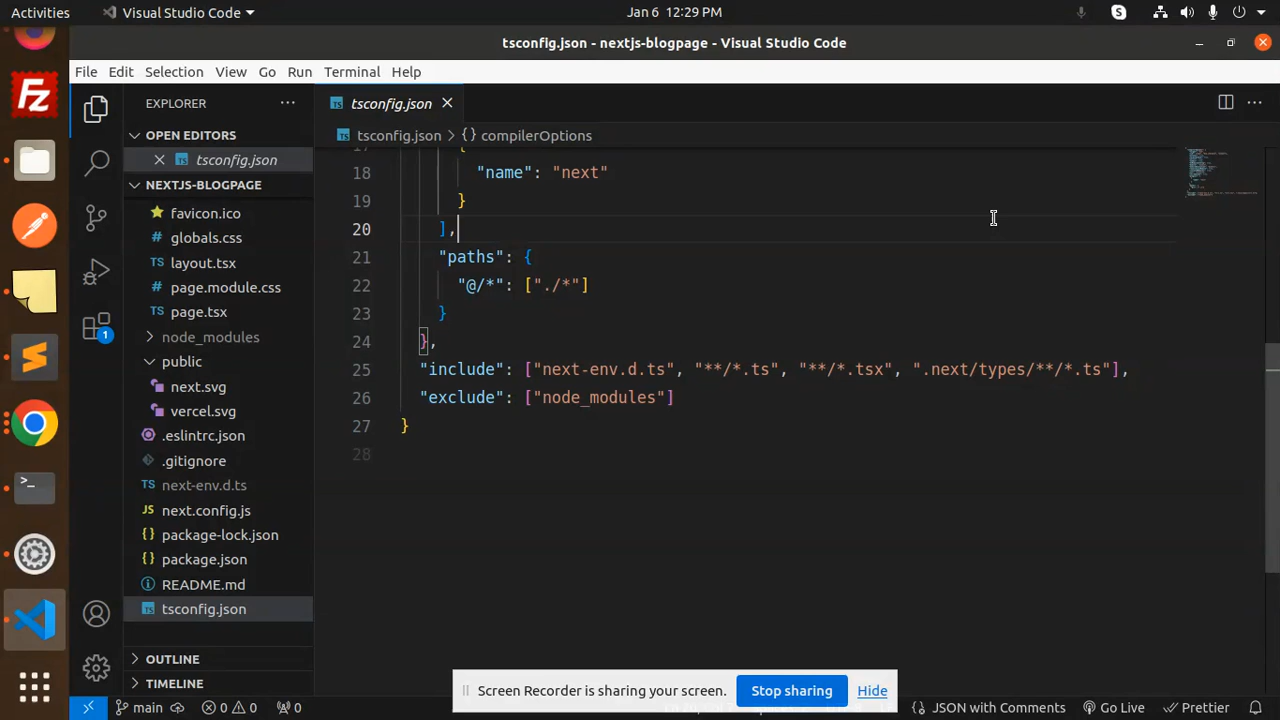 Activities Visual Studio Code Jan 6 12:29 PM
tsconfig.json - nextjs-blogpage - Visual Studio Code
File Edit Selection View Go Run Terminal Help
EXPLORER
tsconfig.json
OPEN EDITORS
tsconfig.json > {} compilerOptions
tsconfig.json
NEXTJS-BLOGPAGE
favicon.ico
globals.css
layout.tsx
page.module.css
page.tsx
node_modules
public
next.svg
vercel.svg
.eslintrc.json
.gitignore
next-env.d.ts
next.config.js
package-lock.json
package.json
README.md
tsconfig.json
OUTLINE
TIMELINE
17 {
18 "name": "next"
19 }
20 ],
21 "paths": {
22 "@/*": ["./*"]
23 }
24 },
25 "include": ["next-env.d.ts", "**/*.ts", "**/*.tsx", ".next/types/**/*.ts"],
26 "exclude": ["node_modules"]
27 }
28
Screen Recorder is sharing your screen. Stop sharing Hide
main 0 0 0 JSON with Comments Go Live Prettier